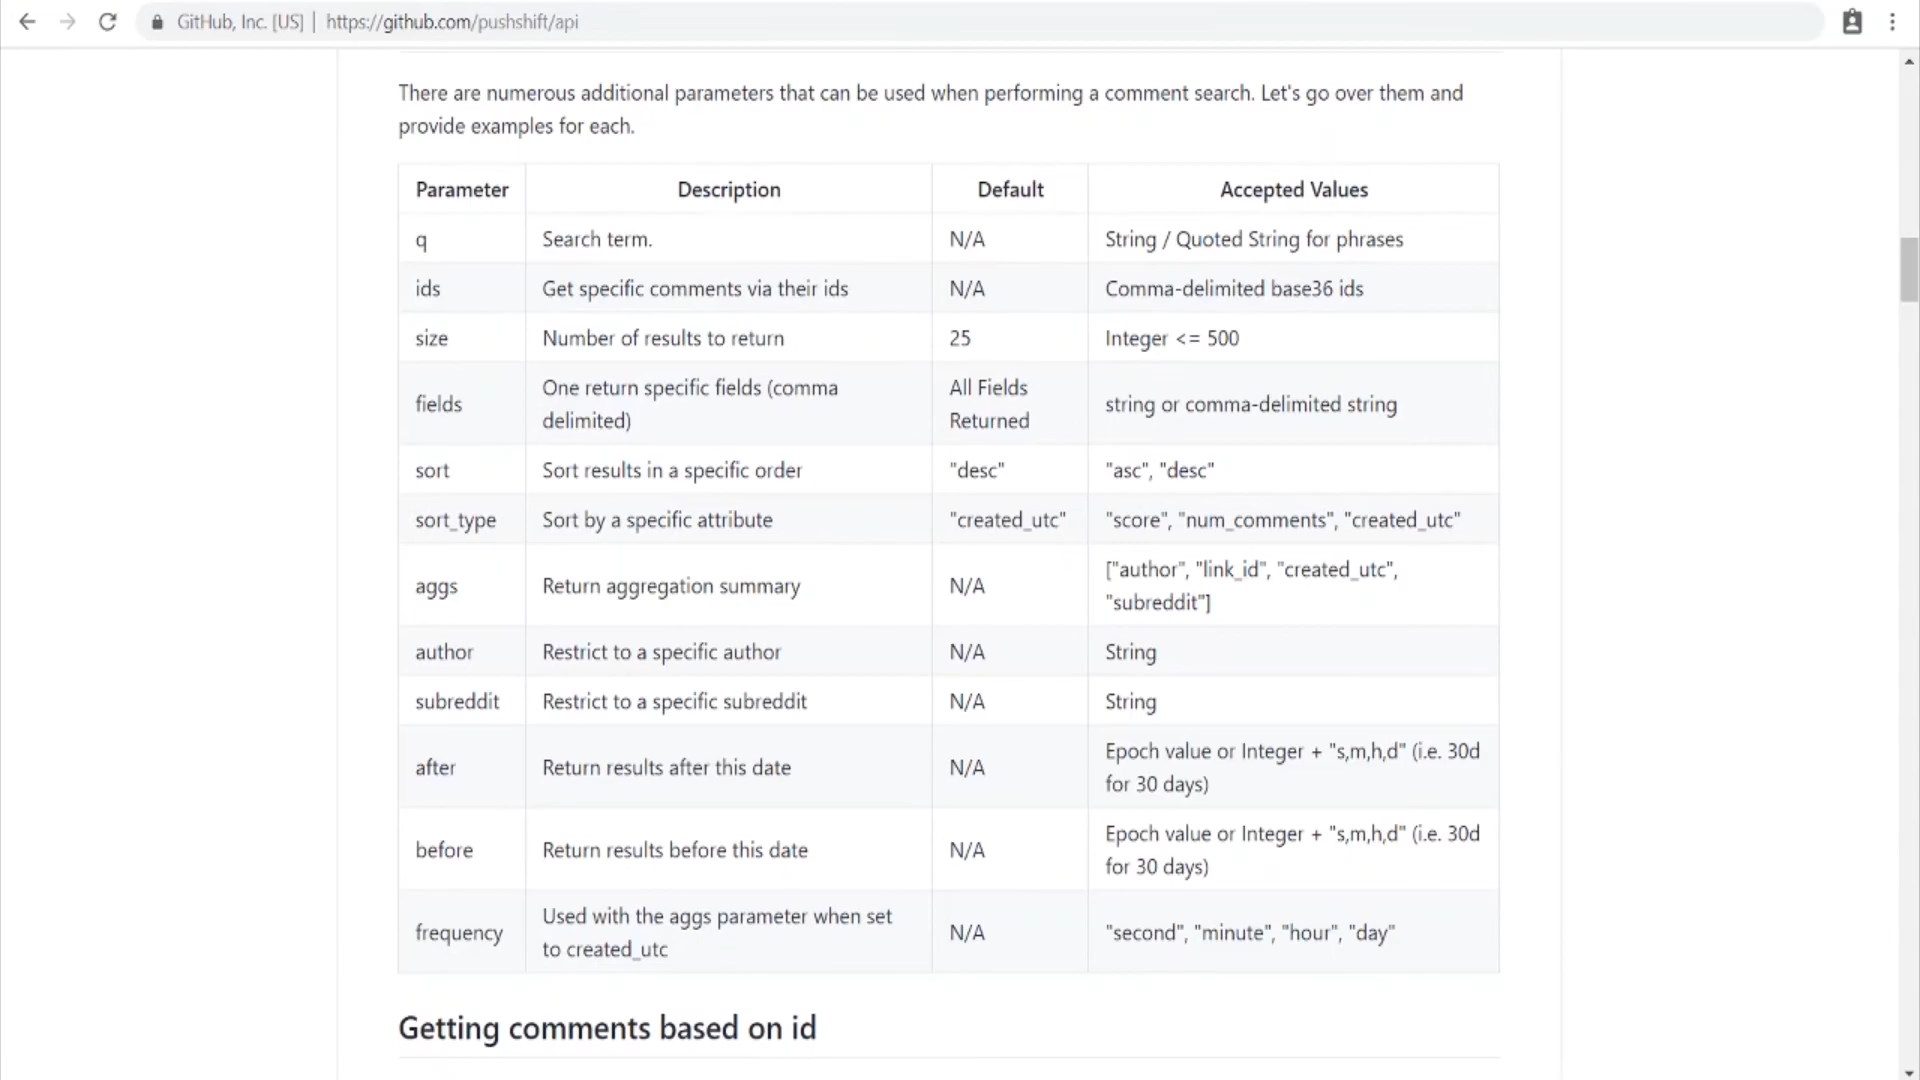 GitHub, Inc. [US] | https://github.com/pushshift/api
There are numerous additional parameters that can be used when performing a comment search. Let's go over them and
provide examples for each.
Parameter Description Default Accepted Values
q Search term. N/A String / Quoted String for phrases
ids Get specific comments via their ids N/A Comma-delimited base36 ids
size Number of results to return 25 Integer <= 500
fields One return specific fields (comma delimited) All Fields Returned string or comma-delimited string
sort Sort results in a specific order "desc" "asc", "desc"
sort_type Sort by a specific attribute "created_utc" "score", "num_comments", "created_utc"
aggs Return aggregation summary N/A ["author", "link_id", "created_utc", "subreddit"]
author Restrict to a specific author N/A String
subreddit Restrict to a specific subreddit N/A String
after Return results after this date N/A Epoch value or Integer + "s,m,h,d" (i.e. 30d for 30 days)
before Return results before this date N/A Epoch value or Integer + "s,m,h,d" (i.e. 30d for 30 days)
frequency Used with the aggs parameter when set to created_utc N/A "second", "minute", "hour", "day"
Getting comments based on id